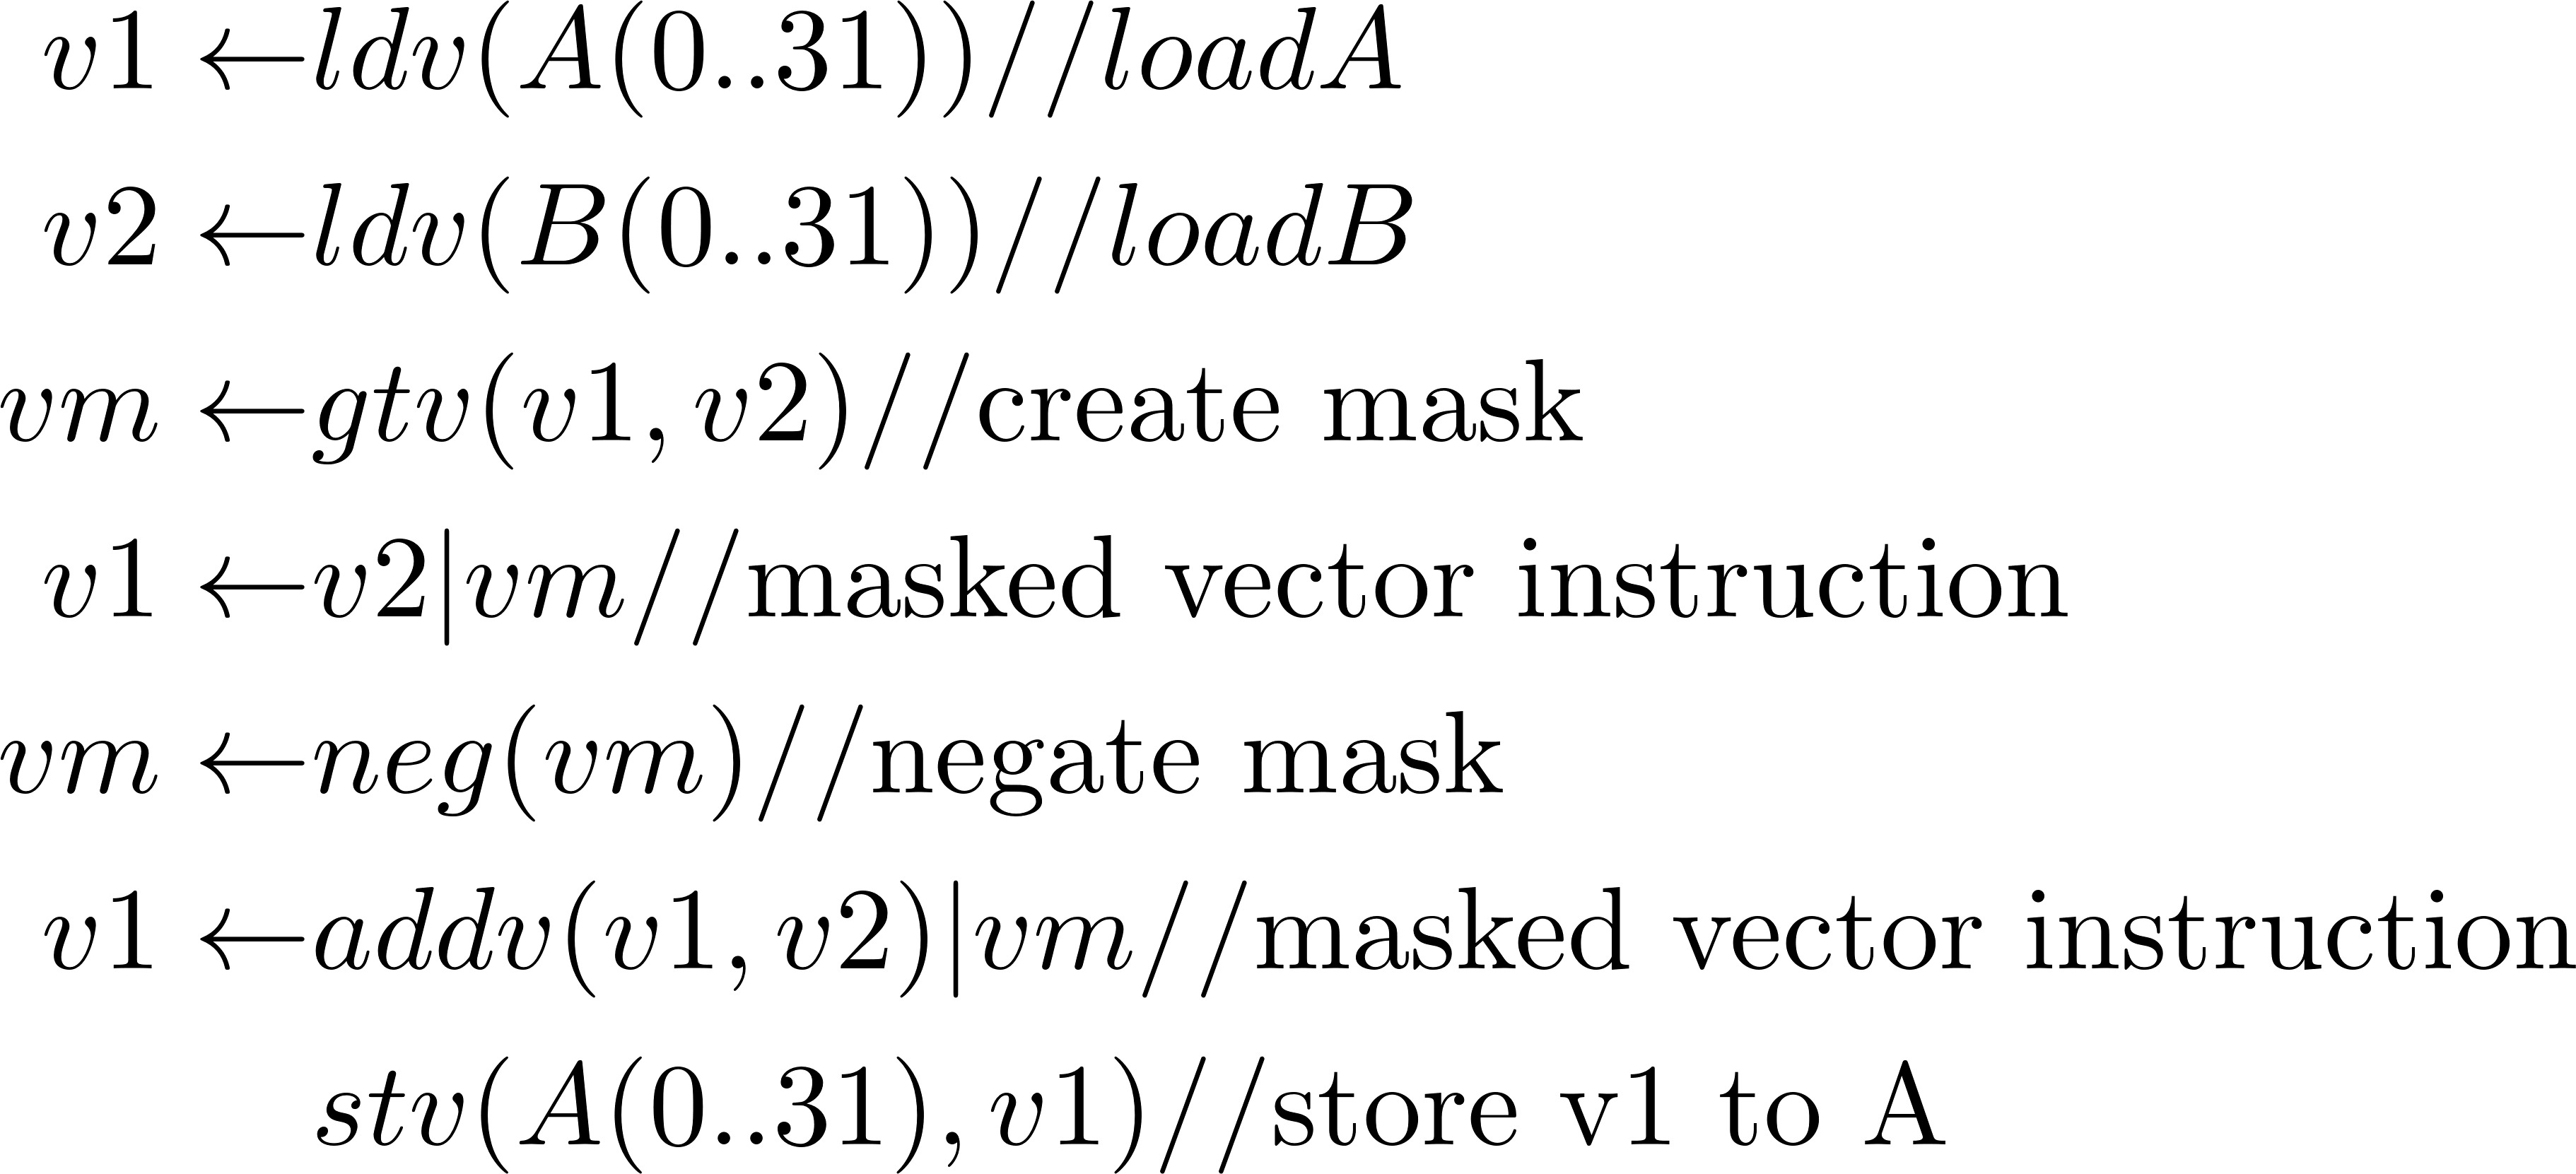 v1 ←ldv(A(0..31))//loadA
v2 ←ldv(B(0..31))//loadB
vm ←gtv(v1, v2)//create mask
v1 ←v2|vm//masked vector instruction
vm ←neg(vm)//negate mask
v1 ←addv(v1, v2)|vm//masked vector instruction
stv(A(0..31), v1)//store v1 to A